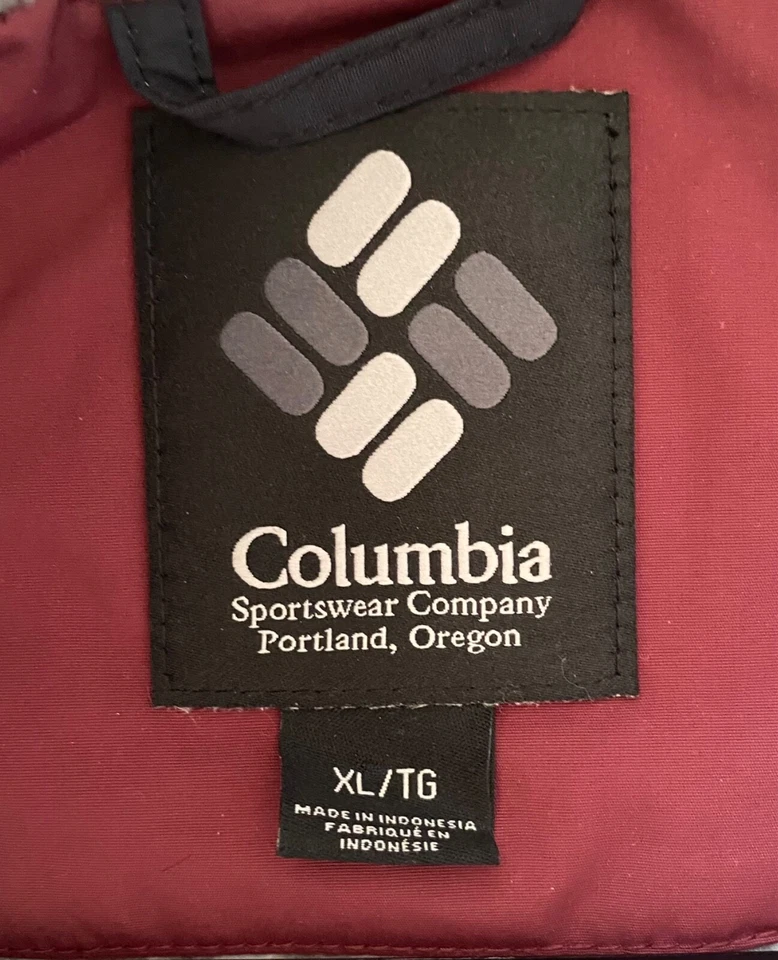 Columbia
Sportswear Company
Portland, Oregon
XL/TG
MADE IN INDONESIA
FABRIQUÉ EN
INDONÉSIE